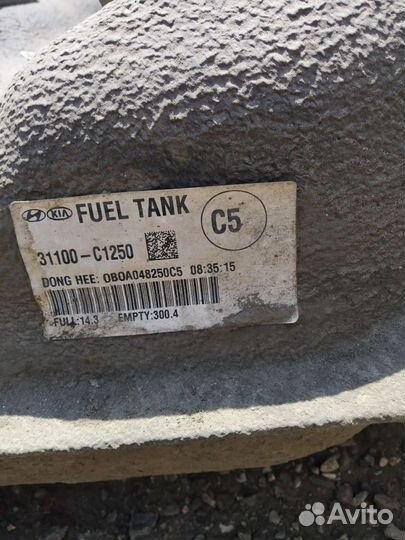 KIA FUEL TANK
C5
31100-C1250
DONG HEE: OBOA048250C5 08:35:15
FULL:14.3 EMPTY:300.4
Avito